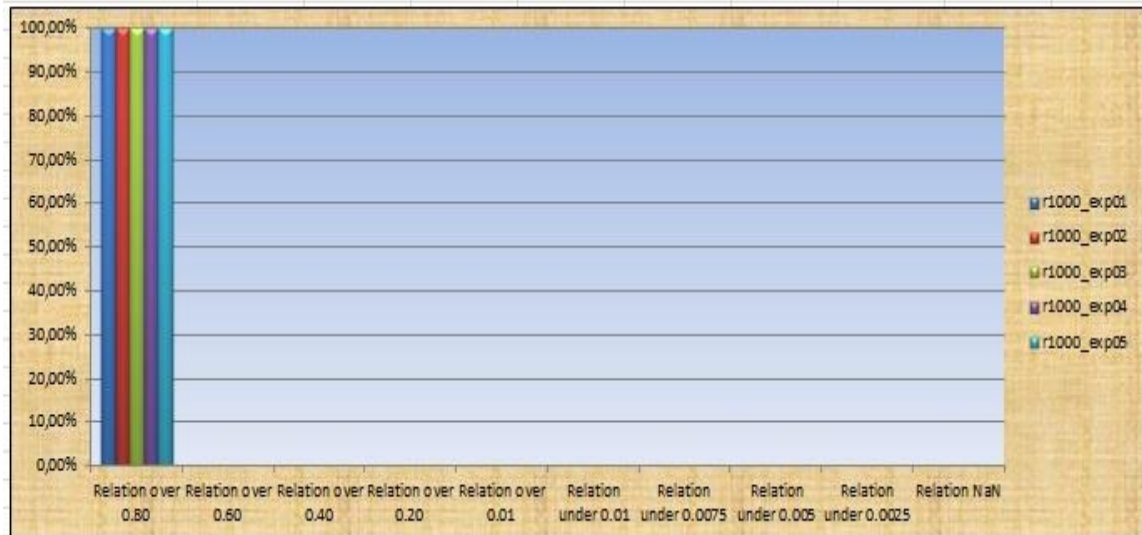 100,00%
90,00%
80,00%
70,00%
60,00%
50,00%
40,00%
30,00%
20,00%
10,00%
0,00%
Relation over 0.80
Relation over 0.60
Relation over 0.40
Relation over 0.20
Relation over 0.01
Relation under 0.01
Relation under 0.0075
Relation under 0.005
Relation under 0.0025
Relation NaN
r1000_exp01
r1000_exp02
r1000_exp03
r1000_exp04
r1000_exp05